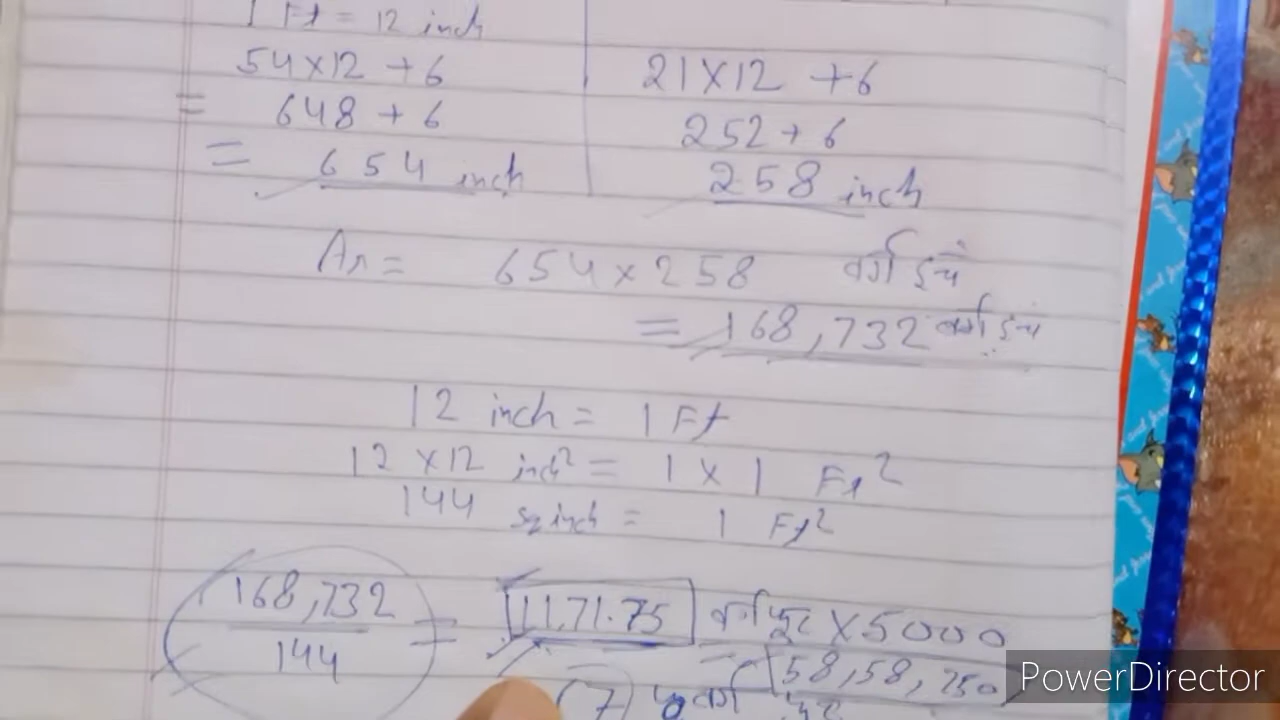 1 Ft = 12 inch
54×12 +6
= 648 + 6
= 654 inch
21×12 +6
252+6
258 inch
Ar = 654×258 वर्ग इंच
= 168,732 वर्ग इंच
12 inch = 1 Ft
12 ×12 inch² = 1 × 1 Ft²
144 sq inch = 1 Ft²
168,732
144
= 1171.75 वर्ग फुट ×5000
58,58,750
(7)
PowerDirector